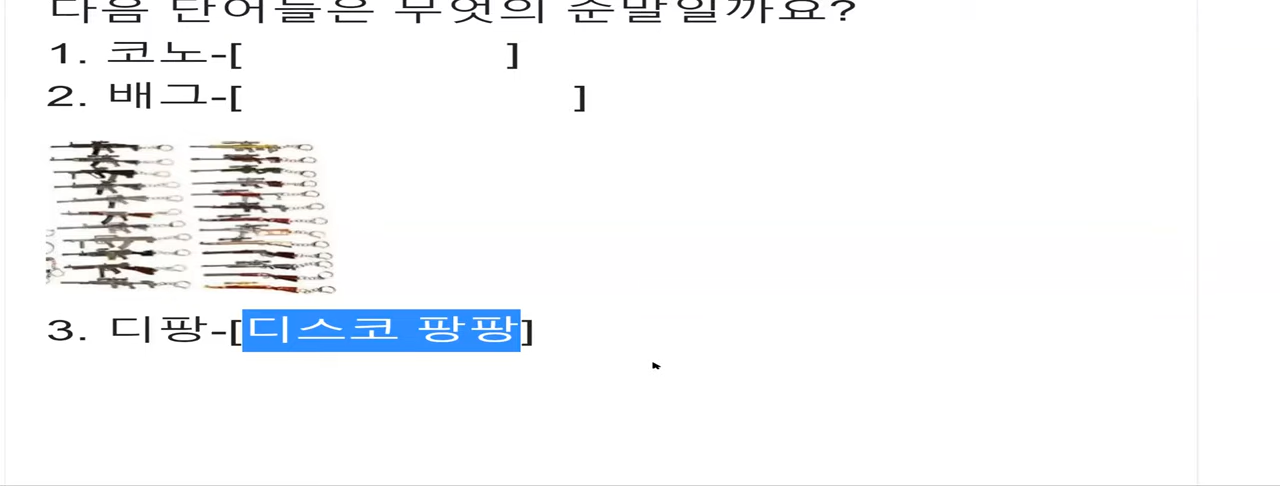 다음 단어들은 무엇의 준말일까요?
1. 코노-[ ]
2. 배그-[ ]
3. 디팡-[디스코 팡팡]